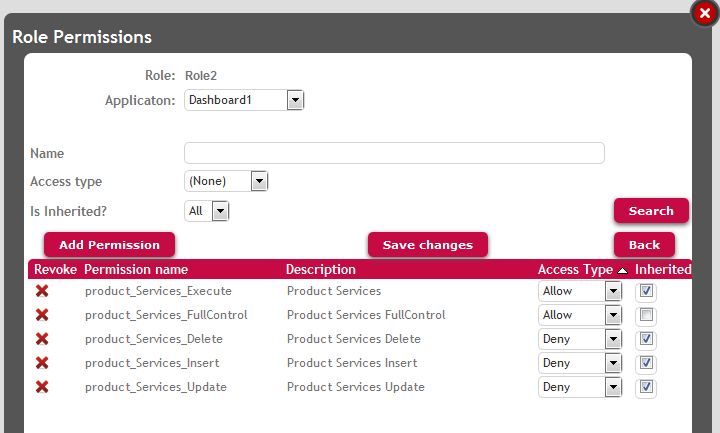 Role Permissions
Role: Role2
Applicaton: Dashboard1
Name
Access type (None)
Is Inherited? All Search
Add Permission Save changes Back
Revoke Permission name Description Access Type Inherited
product_Services_Execute Product Services Allow
product_Services_FullControl Product Services FullControl Allow
product_Services_Delete Product Services Delete Deny
product_Services_Insert Product Services Insert Deny
product_Services_Update Product Services Update Deny